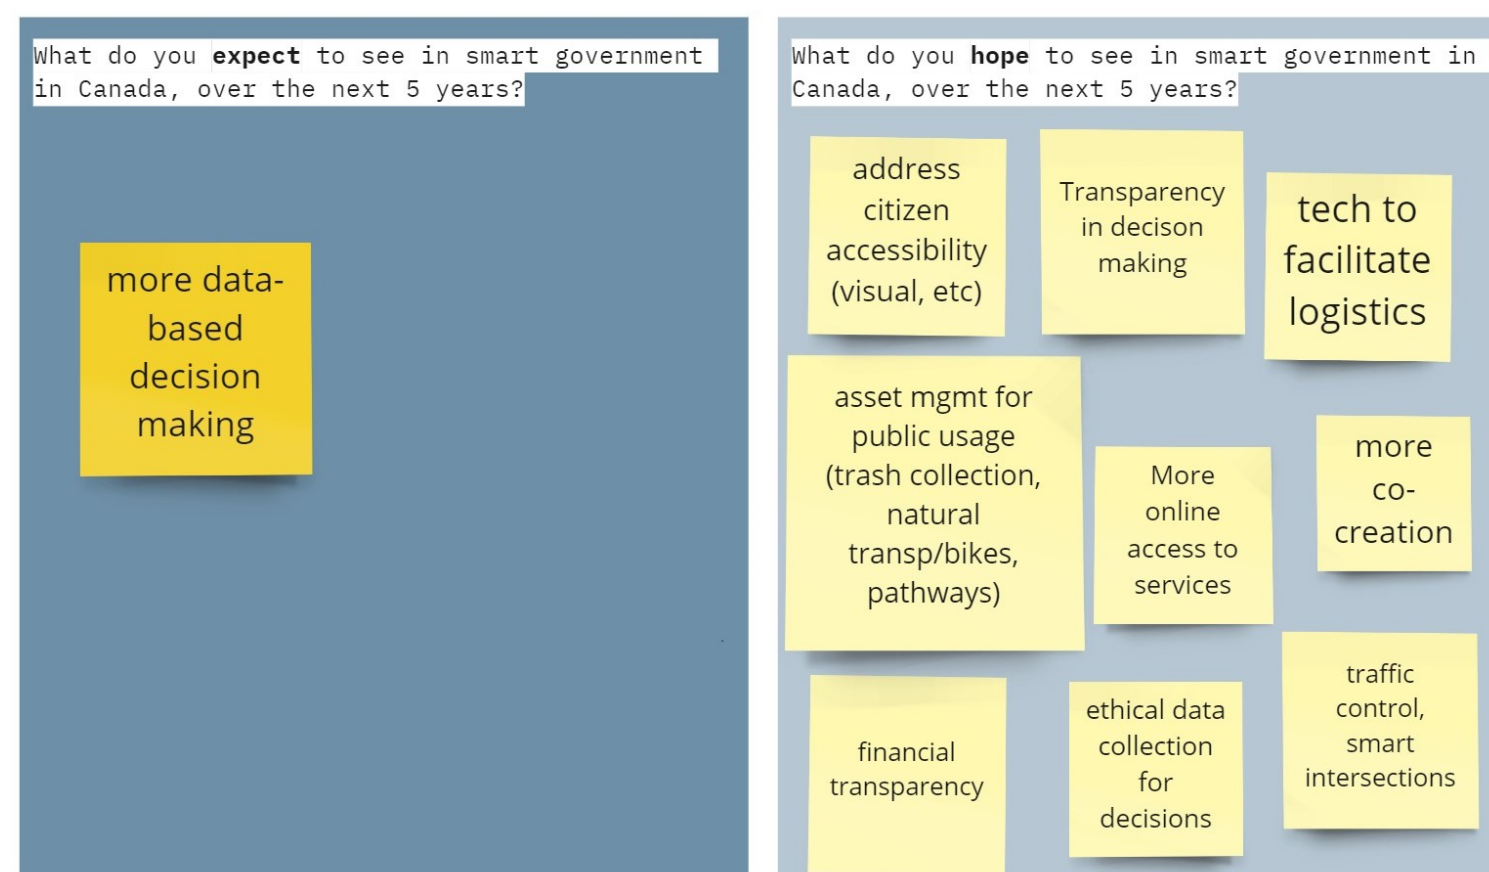 What do you expect to see in smart government
in Canada, over the next 5 years?
more data-
based
decision
making
What do you hope to see in smart government in
Canada, over the next 5 years?
address
citizen
accessibility
(visual, etc)
Transparency
in decison
making
tech to
facilitate
logistics
asset mgmt for
public usage
(trash collection,
natural
transp/bikes,
pathways)
More
online
access to
services
more
co-
creation
financial
transparency
ethical data
collection
for
decisions
traffic
control,
smart
intersections